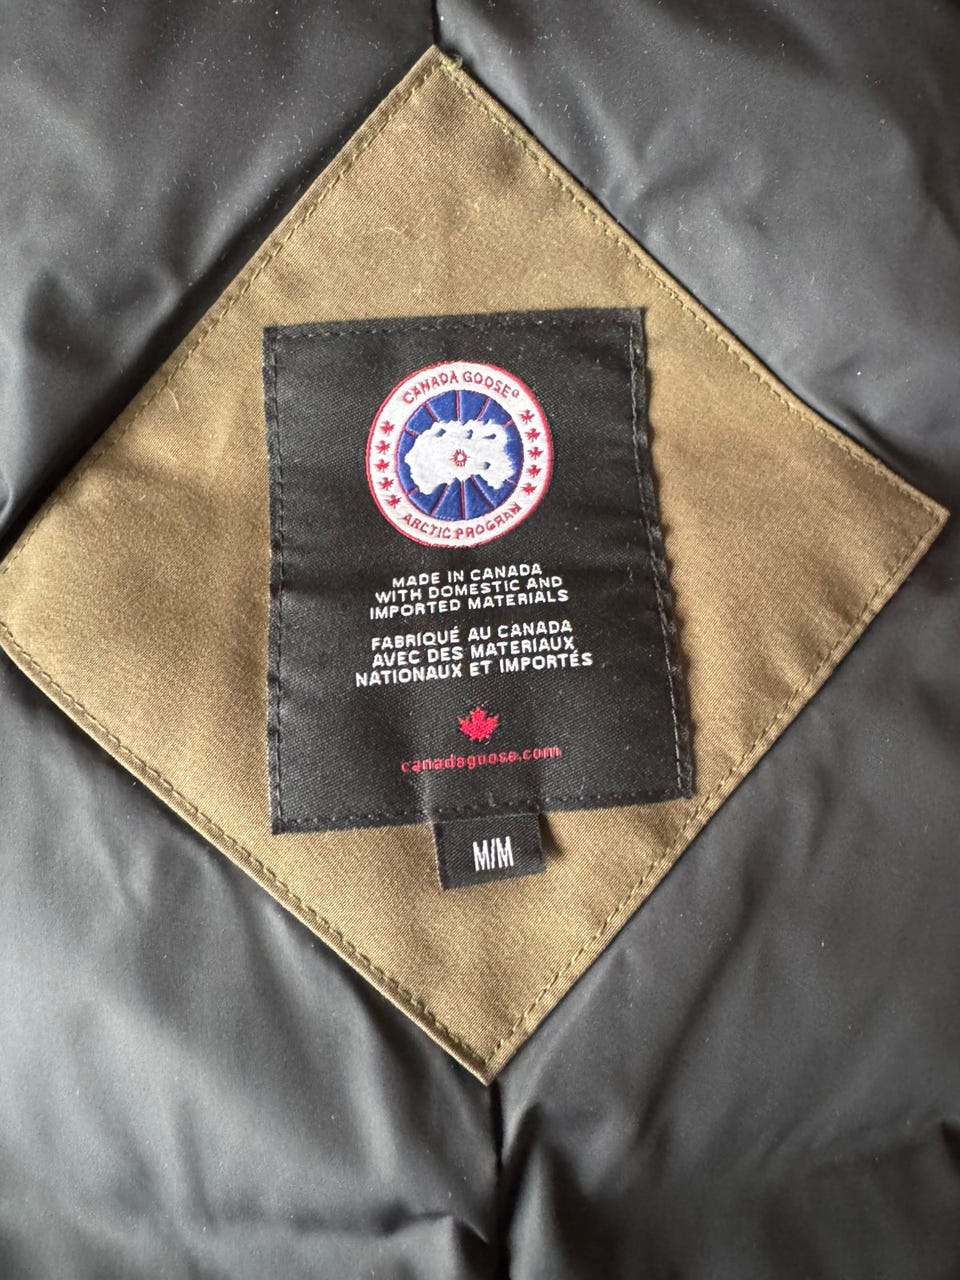 CANADA GOOSE®
ARCTIC PROGRAM
MADE IN CANADA
WITH DOMESTIC AND
IMPORTED MATERIALS
FABRIQUÉ AU CANADA
AVEC DES MATERIAUX
NATIONAUX ET IMPORTÉS
canadagoose.com
M/M